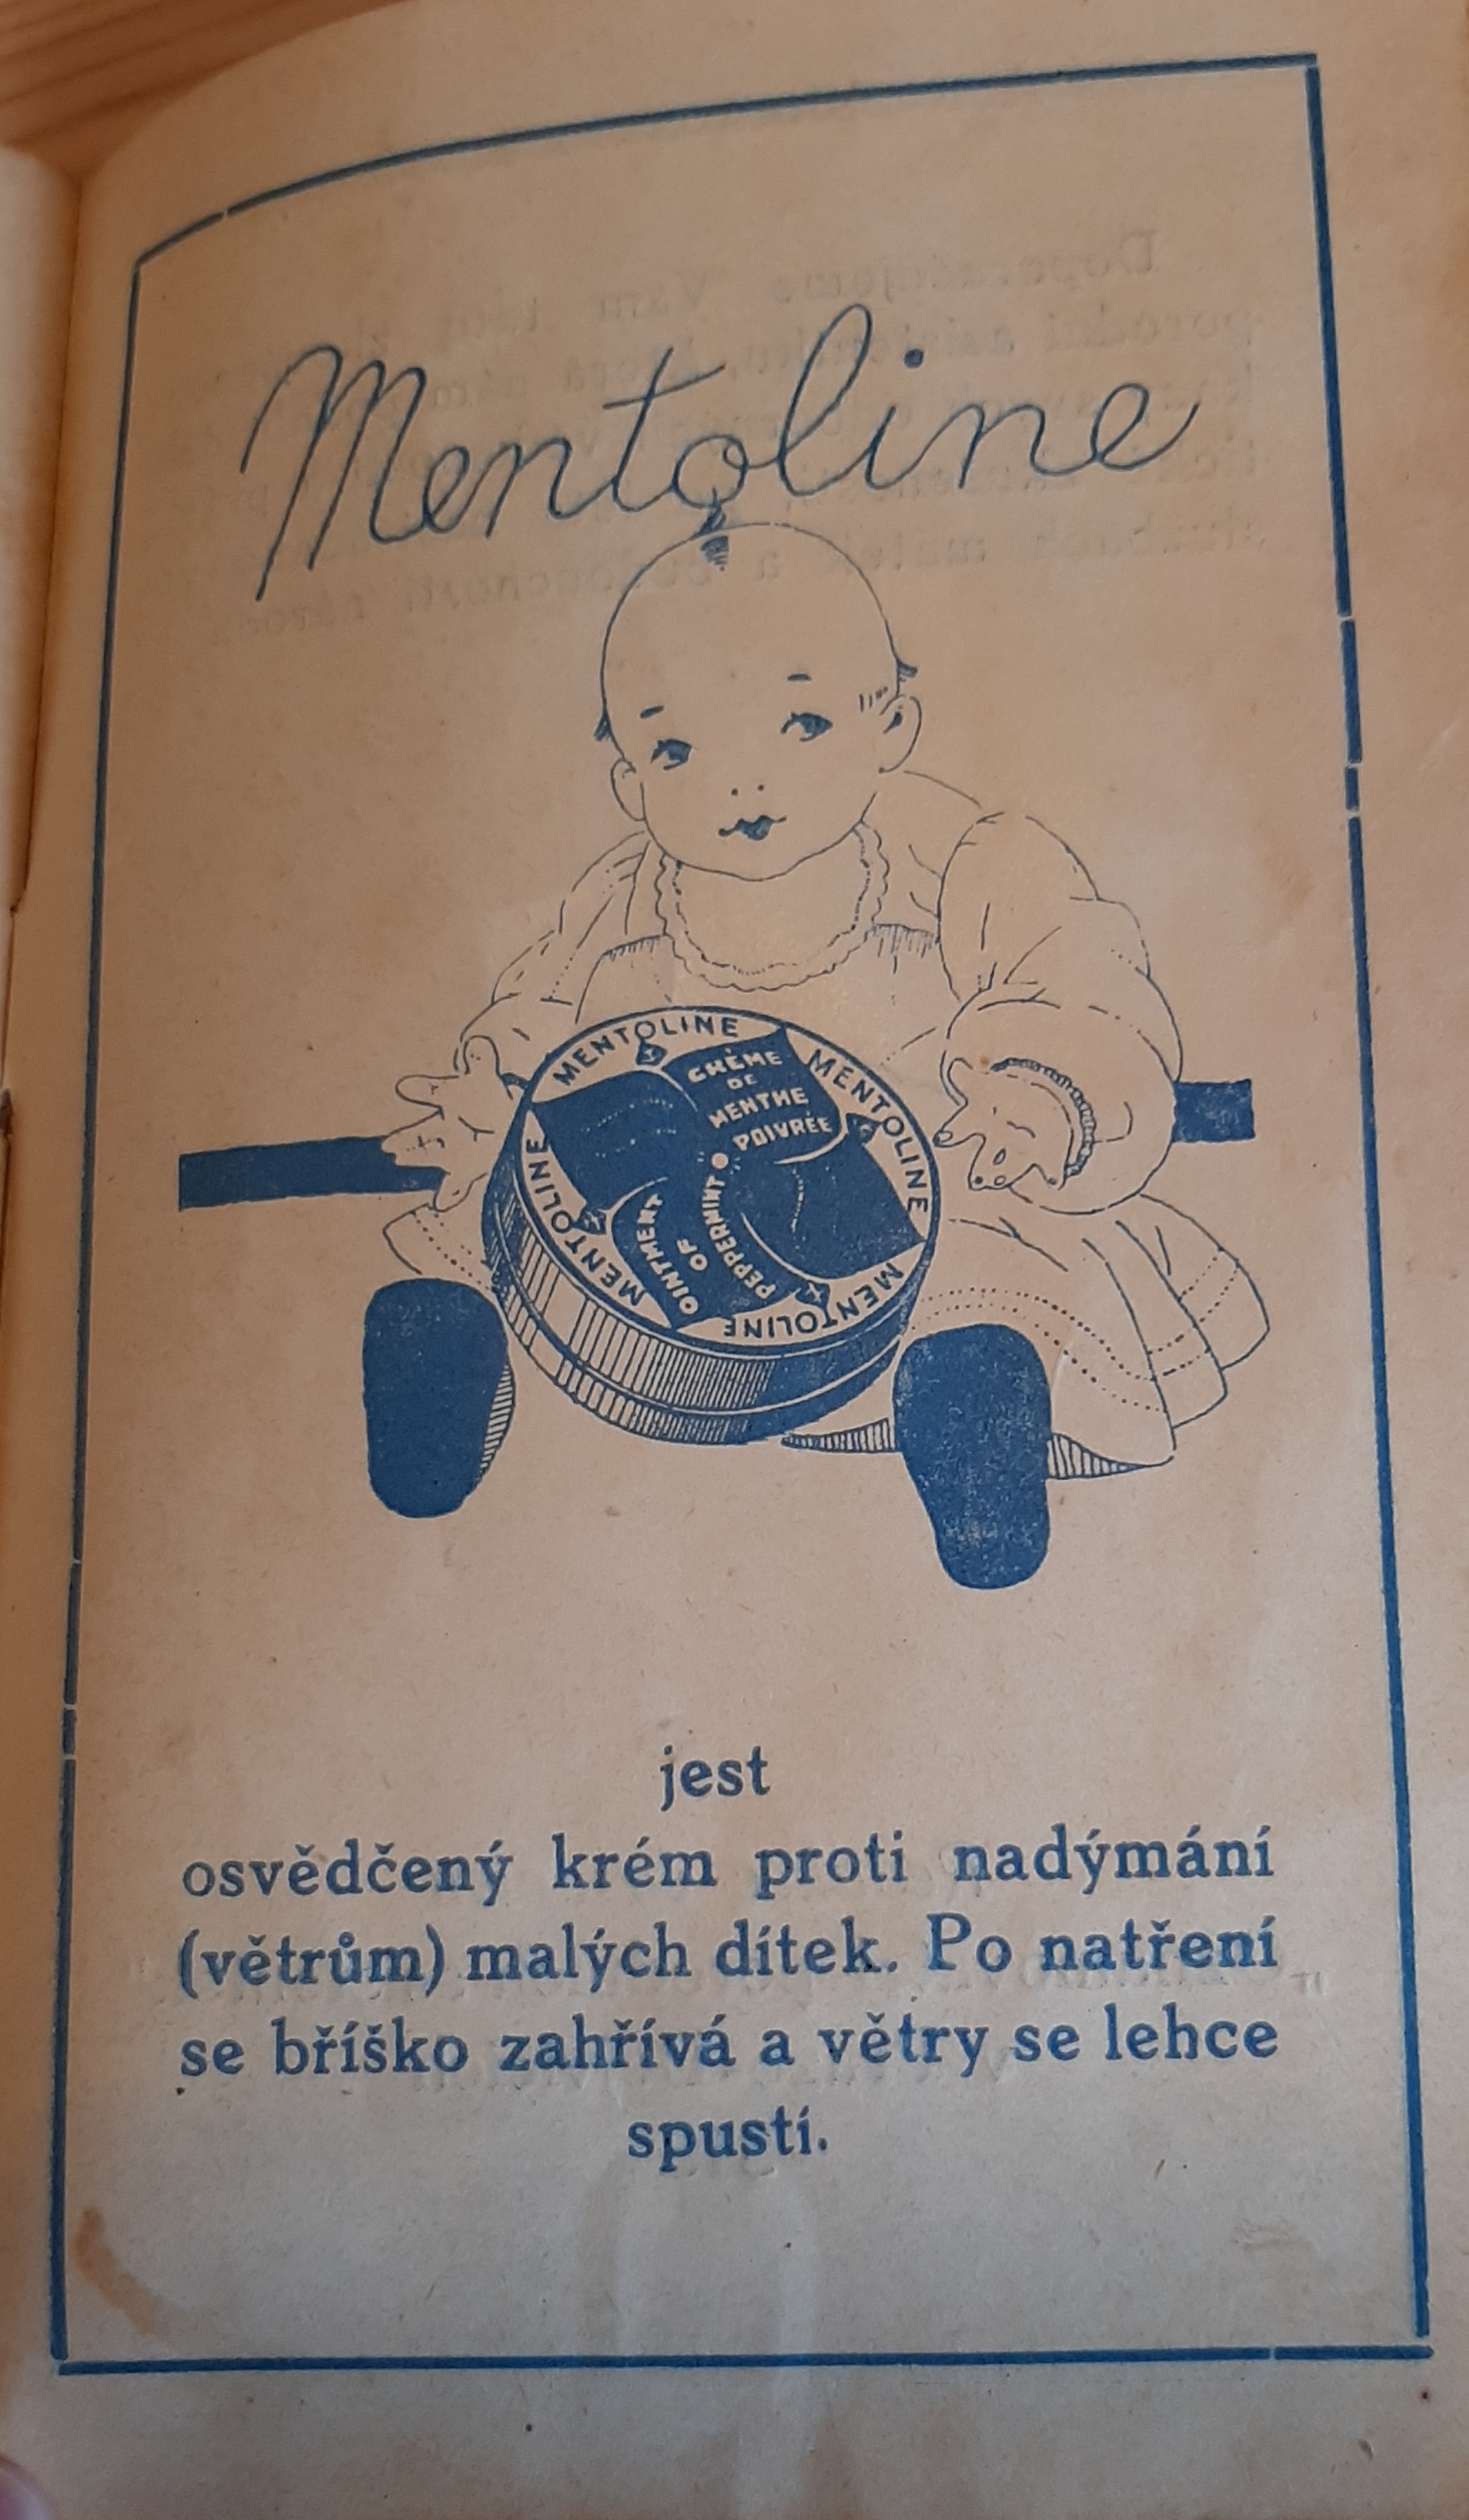 Mentoline
MENTOLINE
MENTOLINE
MENTOLINE
MENTOLINE
MENTOLINE
CRÈME
DE
MENTHE
POIVRÉE
OINTMENT
OF
PEPPERMINT
jest
osvědčený krém proti nadýmání
(větrům) malých dítek. Po natření
se bříško zahřívá a větry se lehce
spustí.